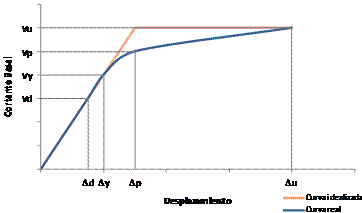 Cortante Basal
Vu
Vp
Vy
Vd
Δd
Δy
Δp
Δu
Desplazamiento
Curva idealizada
Curva real